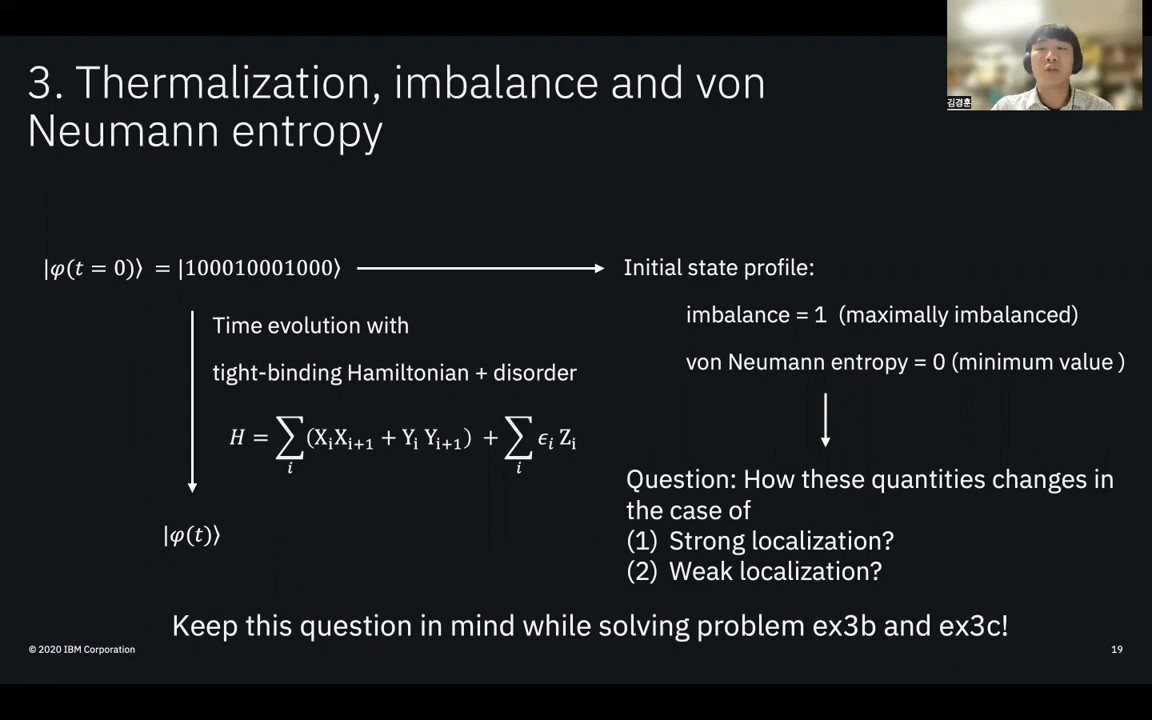 3. Thermalization, imbalance and von
Neumann entropy
김경훈
|φ(t = 0)⟩ = |100010001000⟩
Initial state profile:
imbalance = 1 (maximally imbalanced)
von Neumann entropy = 0 (minimum value )
Time evolution with
tight-binding Hamiltonian + disorder
H = ∑i (XiXi+1 + Yi Yi+1) + ∑i ϵi Zi
|φ(t)⟩
Question: How these quantities changes in
the case of
(1) Strong localization?
(2) Weak localization?
Keep this question in mind while solving problem ex3b and ex3c!
© 2020 IBM Corporation
19